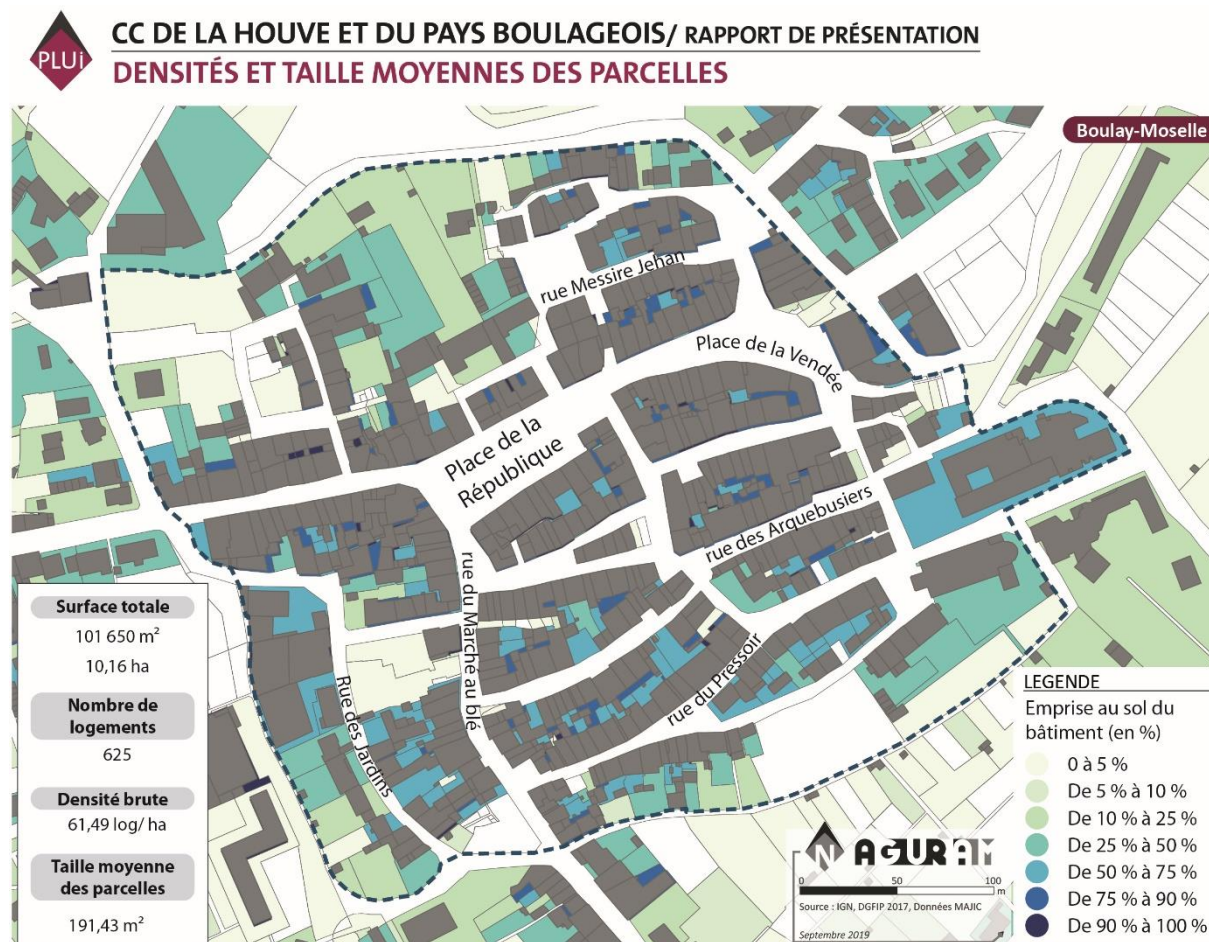 PLUi
CC DE LA HOUVE ET DU PAYS BOULAGEOIS/ RAPPORT DE PRÉSENTATION
DENSITÉS ET TAILLE MOYENNES DES PARCELLES
Boulay-Moselle
rue Messire Jehan
Place de la Vendée
Place de la
République
rue des Arquebusiers
rue du Marché au blé
rue du Pressoir
Rue des Jardins
Surface totale
101 650 m²
10,16 ha
Nombre de
logements
625
Densité brute
61,49 log/ ha
Taille moyenne
des parcelles
191,43 m²
LEGENDE
Emprise au sol du
bâtiment (en %)
0 à 5 %
De 5 % à 10 %
De 10 % à 25 %
De 25 % à 50 %
De 50 % à 75 %
De 75 % à 90 %
De 90 % à 100 %
N AGURAM
0 50 100
m
Source : IGN, DGFIP 2017, Données MAJIC
Septembre 2019